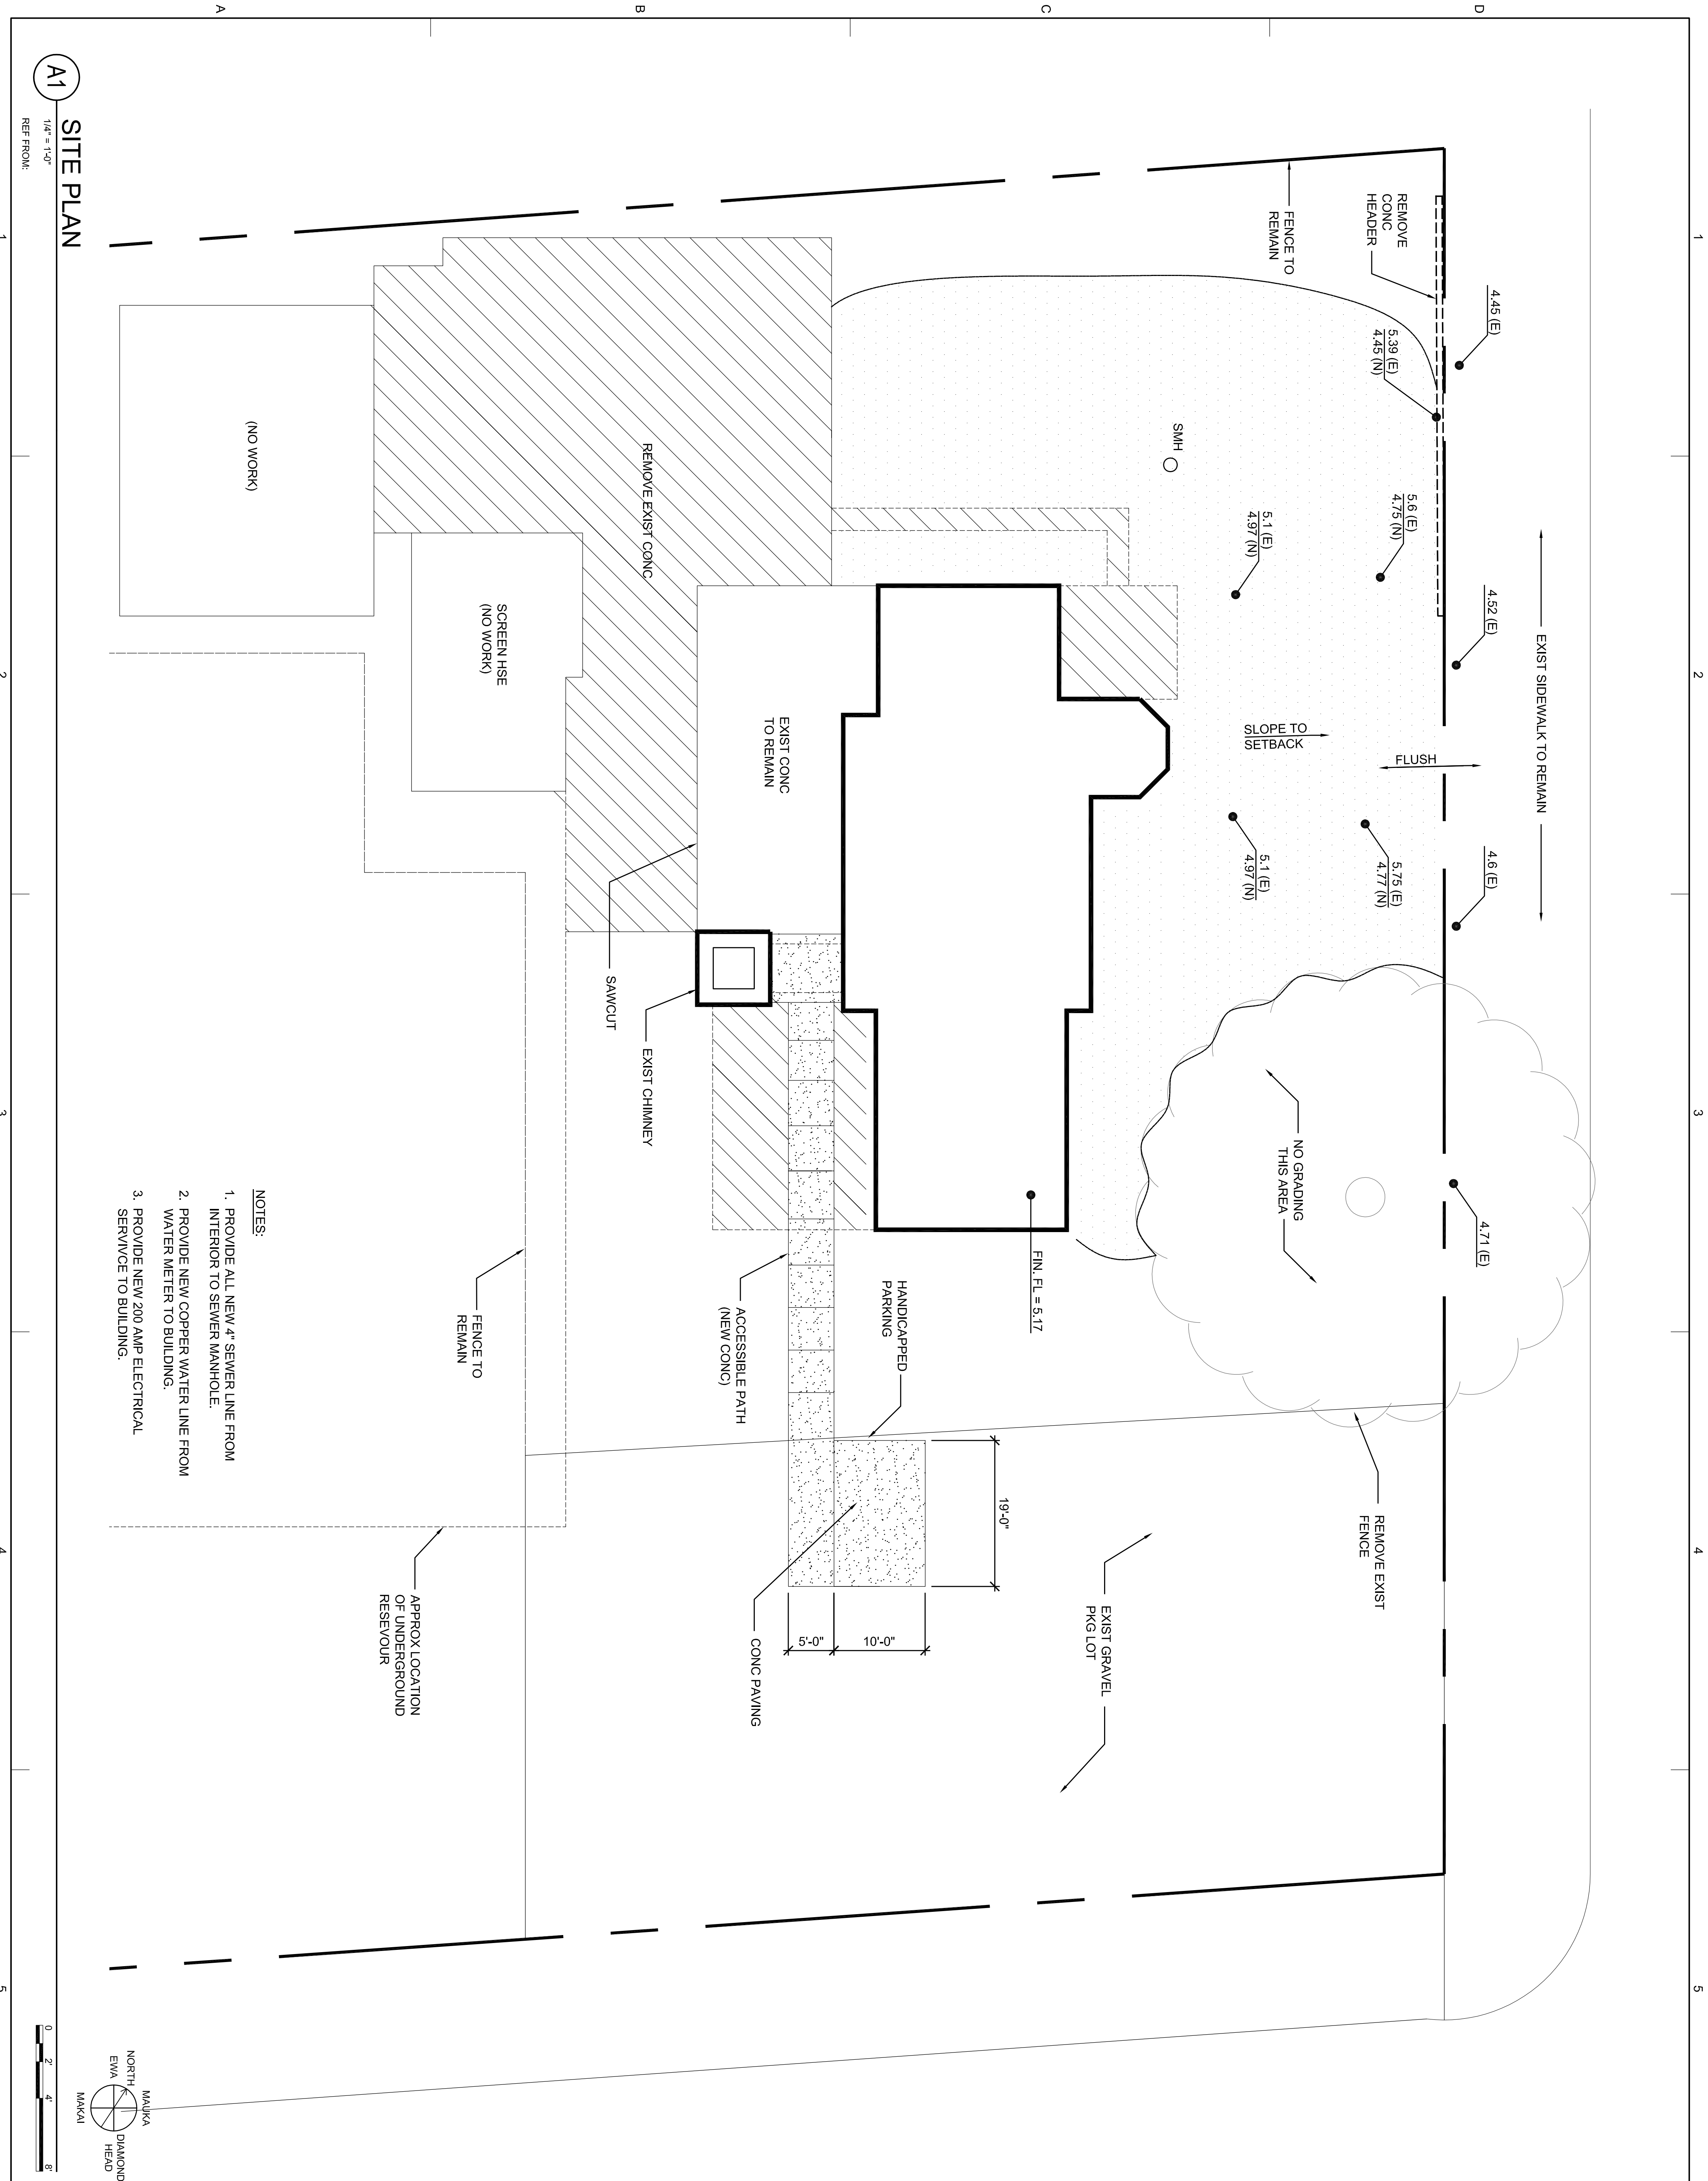 1
2
3
4
5
D
C
B
A
EXIST SIDEWALK TO REMAIN
4.45 (E)
4.52 (E)
4.6 (E)
4.71 (E)
REMOVE
CONC
HEADER
5.39 (E)
4.45 (N)
5.6 (E)
4.75 (N)
FLUSH
5.75 (E)
4.77 (N)
FENCE TO
REMAIN
5.1 (E)
4.97 (N)
SLOPE TO
SETBACK
5.1 (E)
4.97 (N)
SMH
NO GRADING
THIS AREA
REMOVE EXIST
FENCE
EXIST GRAVEL
PKG LOT
FIN. FL = 5.17
19'-0"
HANDICAPPED
PARKING
10'-0"
5'-0"
EXIST CONC
TO REMAIN
ACCESSIBLE PATH
(NEW CONC)
CONC PAVING
REMOVE EXIST CONC
SAWCUT
EXIST CHIMNEY
SCREEN HSE
(NO WORK)
FENCE TO
REMAIN
APPROX LOCATION
OF UNDERGROUND
RESEVOUR
(NO WORK)
NOTES:
1. PROVIDE ALL NEW 4" SEWER LINE FROM
INTERIOR TO SEWER MANHOLE.
2. PROVIDE NEW COPPER WATER LINE FROM
WATER METER TO BUILDING.
3. PROVIDE NEW 200 AMP ELECTRICAL
SERVIVCE TO BUILDING.
A1
SITE PLAN
1/4" = 1'-0"
REF FROM:
MAUKA
NORTH
EWA
DIAMOND
HEAD
MAKAI
0 2' 4' 8'
1
2
3
4
5